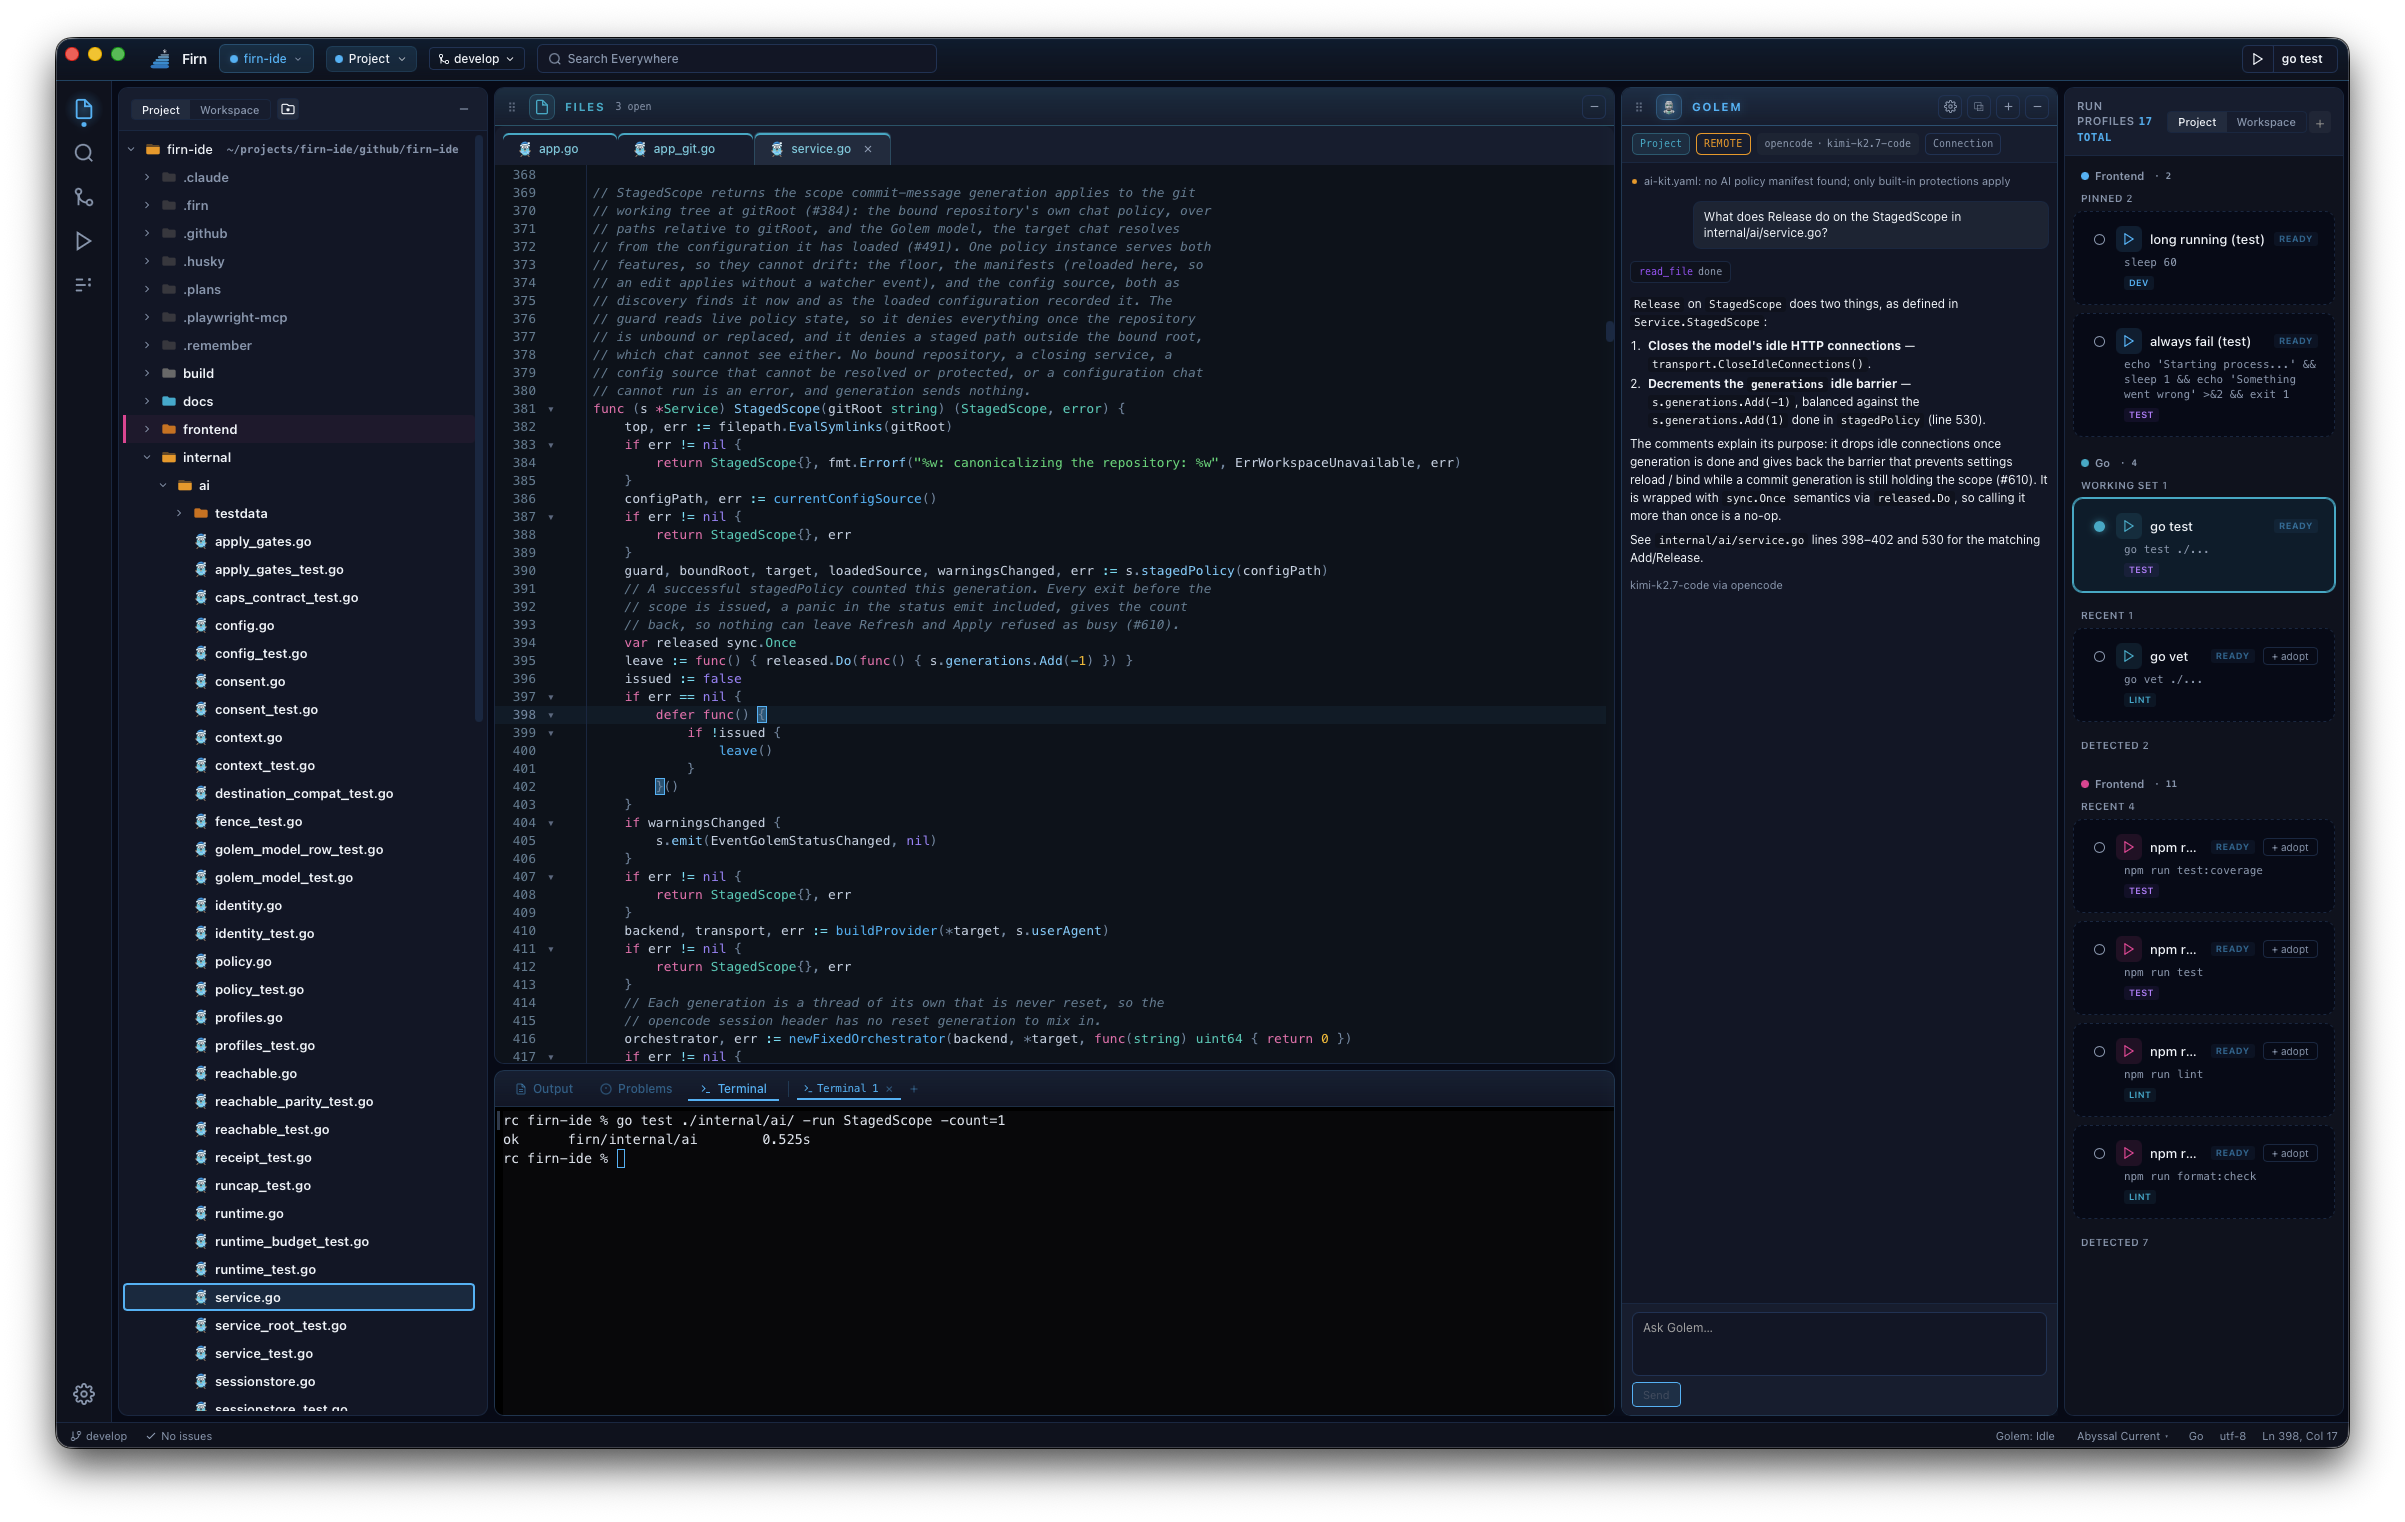 Firn
firn-ide
Project
develop
Search Everywhere
go test
Project
Workspace
firn-ide ~/projects/firn-ide/github/firn-ide
.claude
.firn
.github
.husky
.plans
.playwright-mcp
.remember
build
docs
frontend
internal
ai
testdata
apply_gates.go
apply_gates_test.go
caps_contract_test.go
config.go
config_test.go
consent.go
consent_test.go
context.go
context_test.go
destination_compat_test.go
fence_test.go
golem_model_row_test.go
golem_model_test.go
identity.go
identity_test.go
policy.go
policy_test.go
profiles.go
profiles_test.go
reachable.go
reachable_parity_test.go
reachable_test.go
receipt_test.go
runcap_test.go
runtime.go
runtime_budget_test.go
runtime_test.go
service.go
service_root_test.go
service_test.go
sessionstore.go
sessionstore_test.go
FILES 3 open
app.go
app_git.go
service.go ×
368
369 // StagedScope returns the scope commit-message generation applies to the git
370 // working tree at gitRoot (#384): the bound repository's own chat policy, over
371 // paths relative to gitRoot, and the Golem model, the target chat resolves
372 // from the configuration it has loaded (#491). One policy instance serves both
373 // features, so they cannot drift: the floor, the manifests (reloaded here, so
374 // an edit applies without a watcher event), and the config source, both as
375 // discovery finds it now and as the loaded configuration recorded it. The
376 // guard reads live policy state, so it denies everything once the repository
377 // is unbound or replaced, and it denies a staged path outside the bound root,
378 // which chat cannot see either. No bound repository, a closing service, a
379 // config source that cannot be resolved or protected, or a configuration chat
380 // cannot run is an error, and generation sends nothing.
381 func (s *Service) StagedScope(gitRoot string) (StagedScope, error) {
382 top, err := filepath.EvalSymlinks(gitRoot)
383 if err != nil {
384 return StagedScope{}, fmt.Errorf("%w: canonicalizing the repository: %w", ErrWorkspaceUnavailable, err)
385 }
386 configPath, err := currentConfigSource()
387 if err != nil {
388 return StagedScope{}, err
389 }
390 guard, boundRoot, target, loadedSource, warningsChanged, err := s.stagedPolicy(configPath)
391 // A successful stagedPolicy counted this generation. Every exit before the
392 // scope is issued, a panic in the status emit included, gives the count
393 // back, so nothing can leave Refresh and Apply refused as busy (#610).
394 var released sync.Once
395 leave := func() { released.Do(func() { s.generations.Add(-1) }) }
396 issued := false
397 if err == nil {
398 defer func() {
399 if !issued {
400 leave()
401 }
402 }()
403 }
404 if warningsChanged {
405 s.emit(EventGolemStatusChanged, nil)
406 }
407 if err != nil {
408 return StagedScope{}, err
409 }
410 backend, transport, err := buildProvider(*target, s.userAgent)
411 if err != nil {
412 return StagedScope{}, err
413 }
414 // Each generation is a thread of its own that is never reset, so the
415 // opencode session header has no reset generation to mix in.
416 orchestrator, err := newFixedOrchestrator(backend, *target, func(string) uint64 { return 0 })
417 if err != nil {
Output
Problems
Terminal
Terminal 1 × +
rc firn-ide % go test ./internal/ai/ -run StagedScope -count=1
ok firn/internal/ai 0.525s
rc firn-ide %
GOLEM
Project
REMOTE
opencode · kimi-k2.7-code
Connection
ai-kit.yaml: no AI policy manifest found; only built-in protections apply
What does Release do on the StagedScope in
internal/ai/service.go?
read_file done
Release on StagedScope does two things, as defined in
Service.StagedScope:
1. Closes the model's idle HTTP connections —
transport.CloseIdleConnections().
2. Decrements the generations idle barrier —
s.generations.Add(-1), balanced against the
s.generations.Add(1) done in stagedPolicy (line 530).
The comments explain its purpose: it drops idle connections once
generation is done and gives back the barrier that prevents settings
reload / bind while a commit generation is still holding the scope (#610). It
is wrapped with sync.Once semantics via released.Do, so calling it
more than once is a no-op.
See internal/ai/service.go lines 398–402 and 530 for the matching
Add/Release.
kimi-k2.7-code via opencode
Ask Golem...
Send
RUN
PROFILES 17
TOTAL
Project
Workspace
+
Frontend · 2
PINNED 2
long running (test) READY
sleep 60
DEV
always fail (test) READY
echo 'Starting process...' &&
sleep 1 && echo 'Something
went wrong' >&2 && exit 1
TEST
Go · 4
WORKING SET 1
go test READY
go test ./...
TEST
RECENT 1
go vet READY + adopt
go vet ./...
LINT
DETECTED 2
Frontend · 11
RECENT 4
npm r... READY + adopt
npm run test:coverage
TEST
npm r... READY + adopt
npm run test
TEST
npm r... READY + adopt
npm run lint
LINT
npm r... READY + adopt
npm run format:check
LINT
DETECTED 7
develop
No issues
Golem: Idle
Abyssal Current
Go
utf-8
Ln 398, Col 17